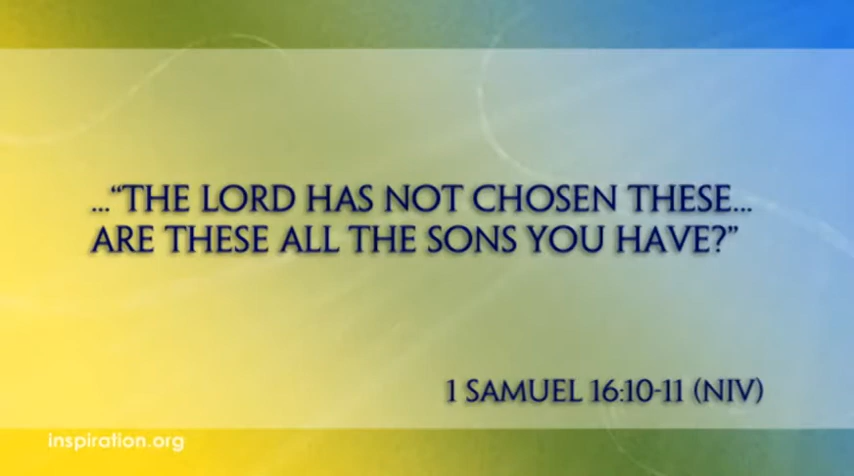 …“THE LORD HAS NOT CHOSEN THESE…
ARE THESE ALL THE SONS YOU HAVE?”
1 SAMUEL 16:10-11 (NIV)
inspiration.org